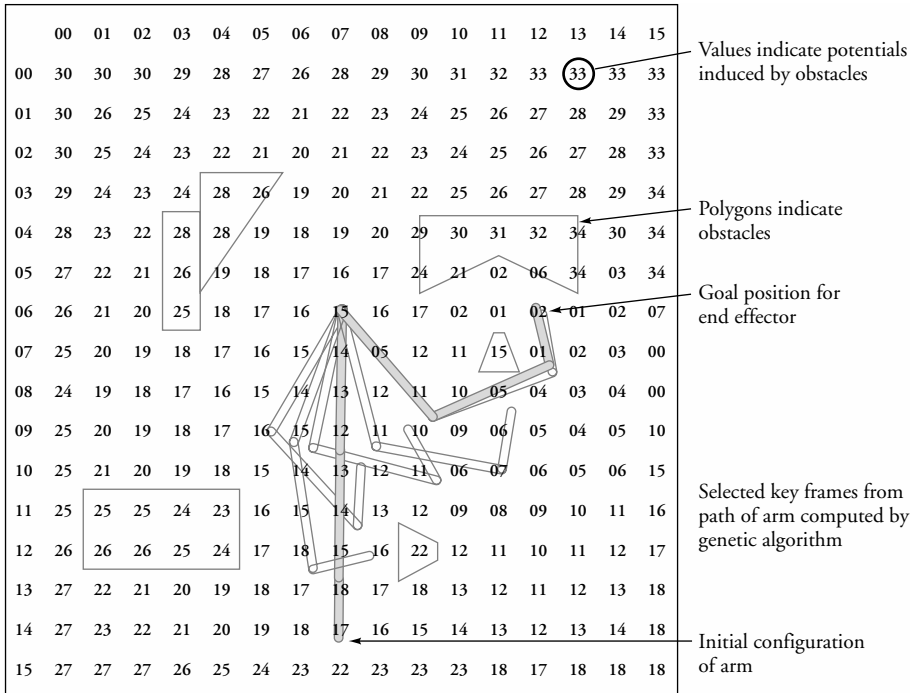 00 01 02 03 04 05 06 07 08 09 10 11 12 13 14 15
00 30 30 30 29 28 27 26 28 29 30 31 32 33 33 33 33
01 30 26 25 24 23 22 21 22 23 24 25 26 27 28 29 33
02 30 25 24 23 22 21 20 21 22 23 24 25 26 27 28 33
03 29 24 23 24 28 26 19 20 21 22 25 26 27 28 29 34
04 28 23 22 28 28 19 18 19 20 29 30 31 32 34 30 34
05 27 22 21 26 19 18 17 16 17 24 21 02 06 34 03 34
06 26 21 20 25 18 17 16 15 16 17 02 01 02 01 02 07
07 25 20 19 18 17 16 15 14 05 12 11 15 01 02 03 00
08 24 19 18 17 16 15 14 13 12 11 10 05 04 03 04 00
09 25 20 19 18 17 16 15 12 11 10 09 06 05 04 05 10
10 25 21 20 19 18 15 14 13 12 11 06 07 06 05 06 15
11 25 25 25 24 23 16 15 14 13 12 09 08 09 10 11 16
12 26 26 26 25 24 17 18 15 16 22 12 11 10 11 12 17
13 27 22 21 20 19 18 17 18 17 18 13 12 11 12 13 18
14 27 23 22 21 20 19 18 17 16 15 14 13 12 13 14 18
15 27 27 27 26 25 24 23 22 23 23 23 18 17 18 18 18
Values indicate potentials
induced by obstacles
Polygons indicate
obstacles
Goal position for
end effector
Selected key frames from
path of arm computed by
genetic algorithm
Initial configuration
of arm